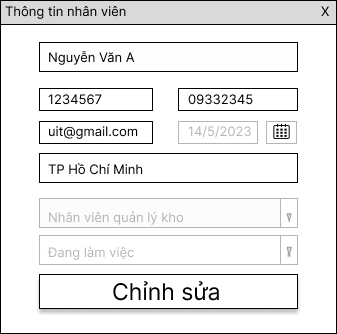 Thông tin nhân viên X
Nguyễn Văn A
1234567 09332345
uit@gmail.com 14/5/2023
TP Hồ Chí Minh
Nhân viên quản lý kho
Đang làm việc
Chỉnh sửa